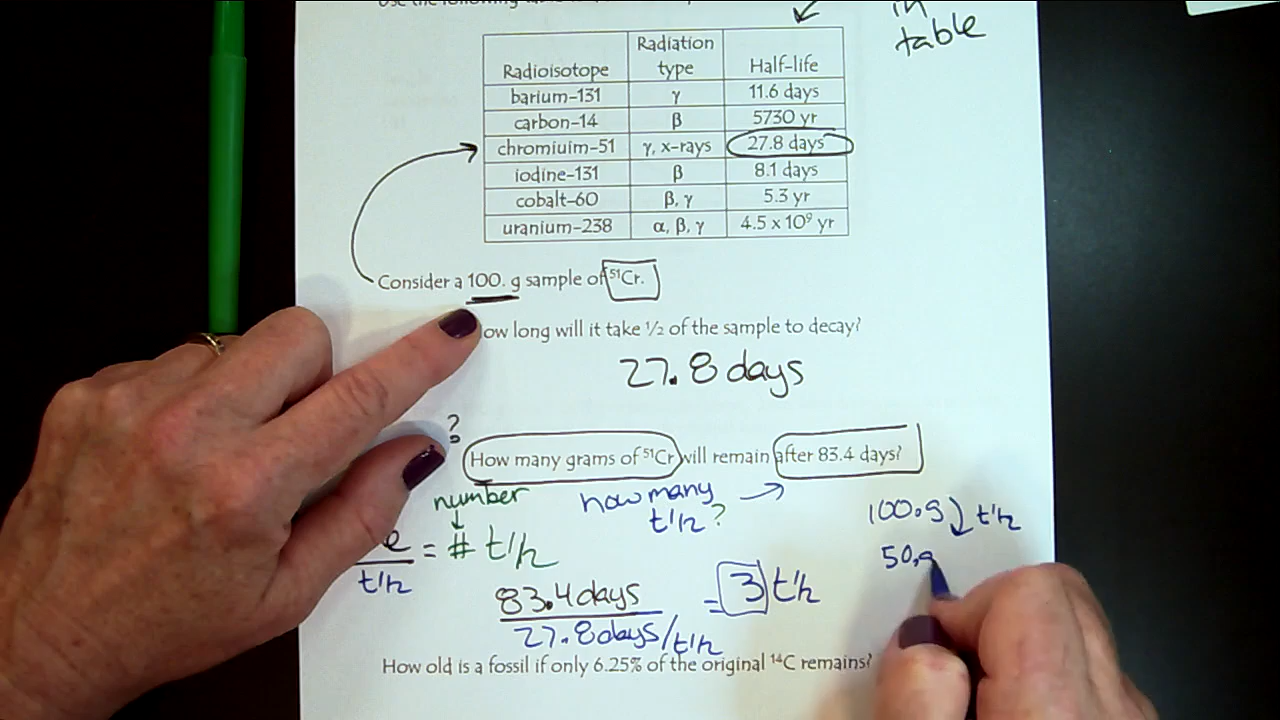 in
table
Radioisotope Radiation type Half-life
barium-131 γ 11.6 days
carbon-14 β 5730 yr
chromiuim-51 γ, x-rays 27.8 days
iodine-131 β 8.1 days
cobalt-60 β, γ 5.3 yr
uranium-238 α, β, γ 4.5 x 10⁹ yr
Consider a 100. g sample of ⁵¹Cr.
ow long will it take ½ of the sample to decay?
27.8 days
?
How many grams of ⁵¹Cr will remain after 83.4 days?
number how many t½?
= # t½
t½
100. g t½
50. g
83.4 days = 3 t½
27.8 days/t½
How old is a fossil if only 6.25% of the original ¹⁴C remains?